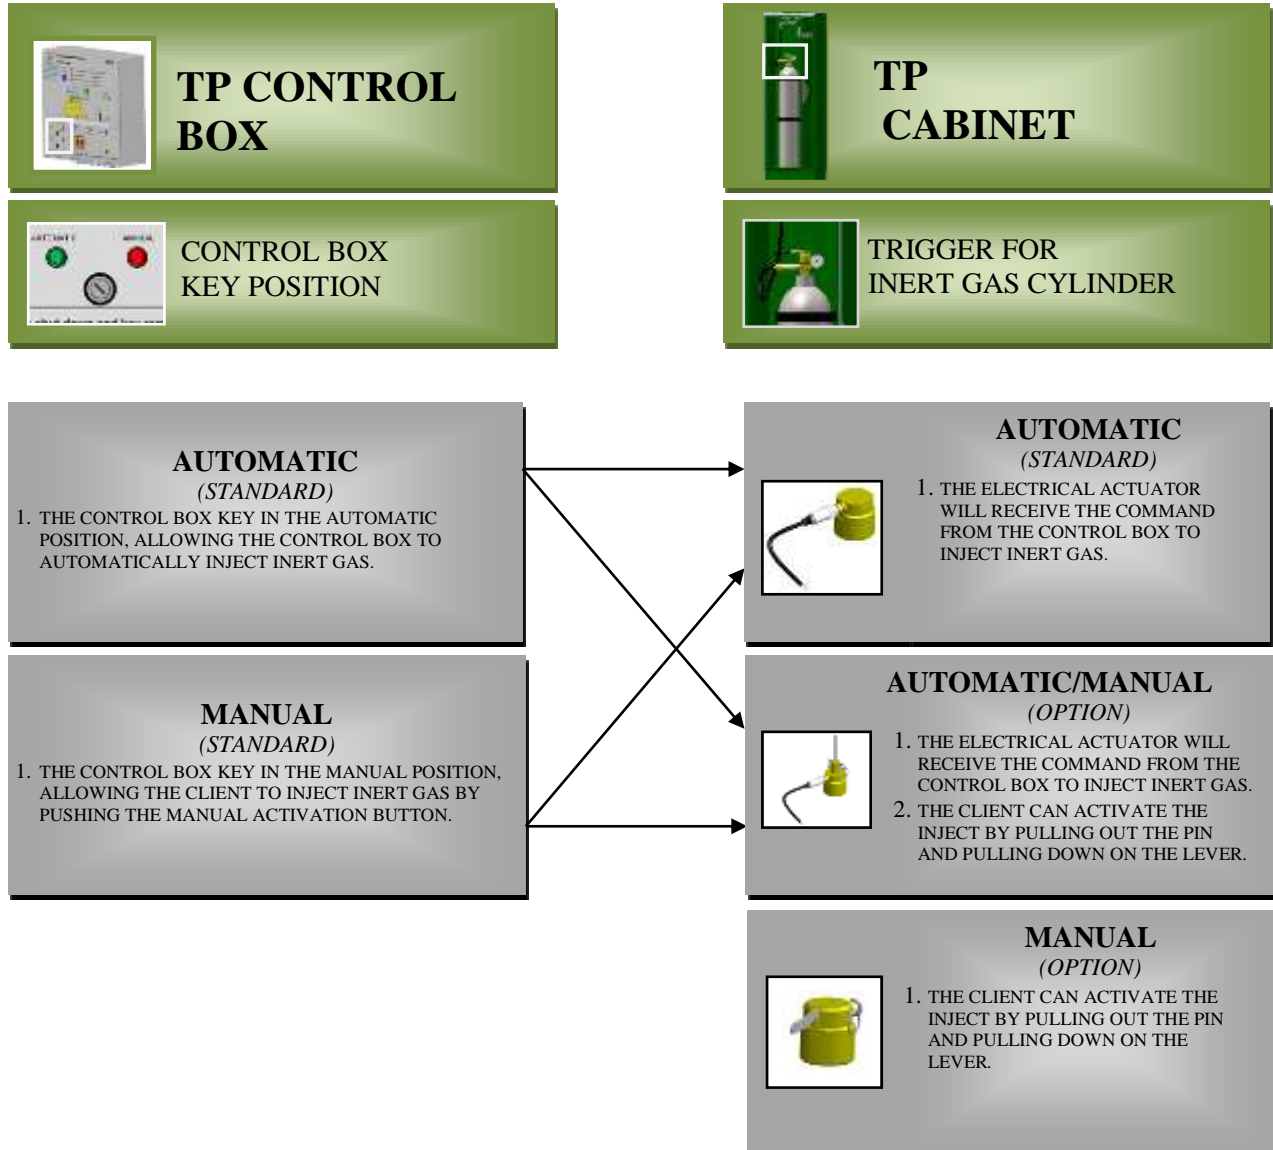 TP CONTROL
BOX
TP
CABINET
CONTROL BOX
KEY POSITION
TRIGGER FOR
INERT GAS CYLINDER
AUTOMATIC
(STANDARD)
1. THE CONTROL BOX KEY IN THE AUTOMATIC
POSITION, ALLOWING THE CONTROL BOX TO
AUTOMATICALLY INJECT INERT GAS.
MANUAL
(STANDARD)
1. THE CONTROL BOX KEY IN THE MANUAL POSITION,
ALLOWING THE CLIENT TO INJECT INERT GAS BY
PUSHING THE MANUAL ACTIVATION BUTTON.
AUTOMATIC
(STANDARD)
1. THE ELECTRICAL ACTUATOR
WILL RECEIVE THE COMMAND
FROM THE CONTROL BOX TO
INJECT INERT GAS.
AUTOMATIC/MANUAL
(OPTION)
1. THE ELECTRICAL ACTUATOR WILL
RECEIVE THE COMMAND FROM THE
CONTROL BOX TO INJECT INERT GAS.
2. THE CLIENT CAN ACTIVATE THE
INJECT BY PULLING OUT THE PIN
AND PULLING DOWN ON THE LEVER.
MANUAL
(OPTION)
1. THE CLIENT CAN ACTIVATE THE
INJECT BY PULLING OUT THE PIN
AND PULLING DOWN ON THE
LEVER.